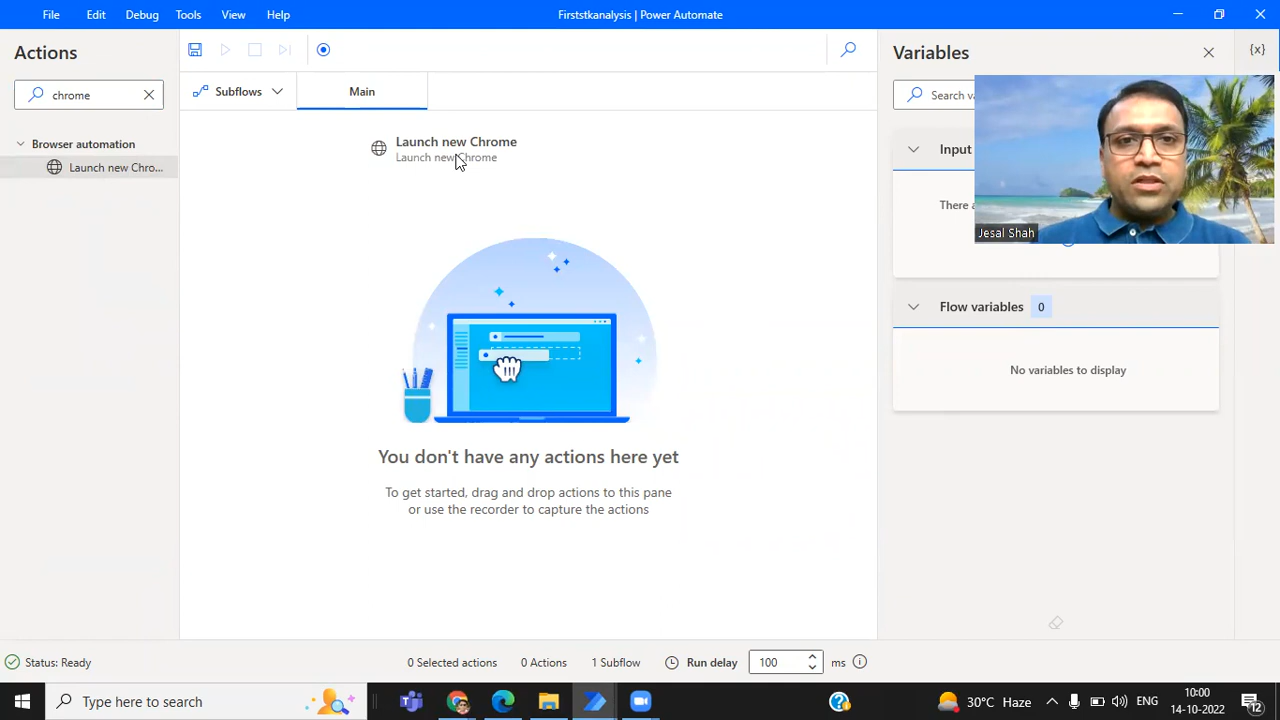 File Edit Debug Tools View Help Firststkanalysis | Power Automate
Actions
chrome
Browser automation
Launch new Chro...
Subflows Main
Launch new Chrome
Launch new Chrome
You don't have any actions here yet
To get started, drag and drop actions to this pane
or use the recorder to capture the actions
Variables {x}
Search va
Input
There a
Jesal Shah
Flow variables 0
No variables to display
Status: Ready 0 Selected actions 0 Actions 1 Subflow Run delay 100 ms
Type here to search 30°C Haze ENG 10:00
14-10-2022 12